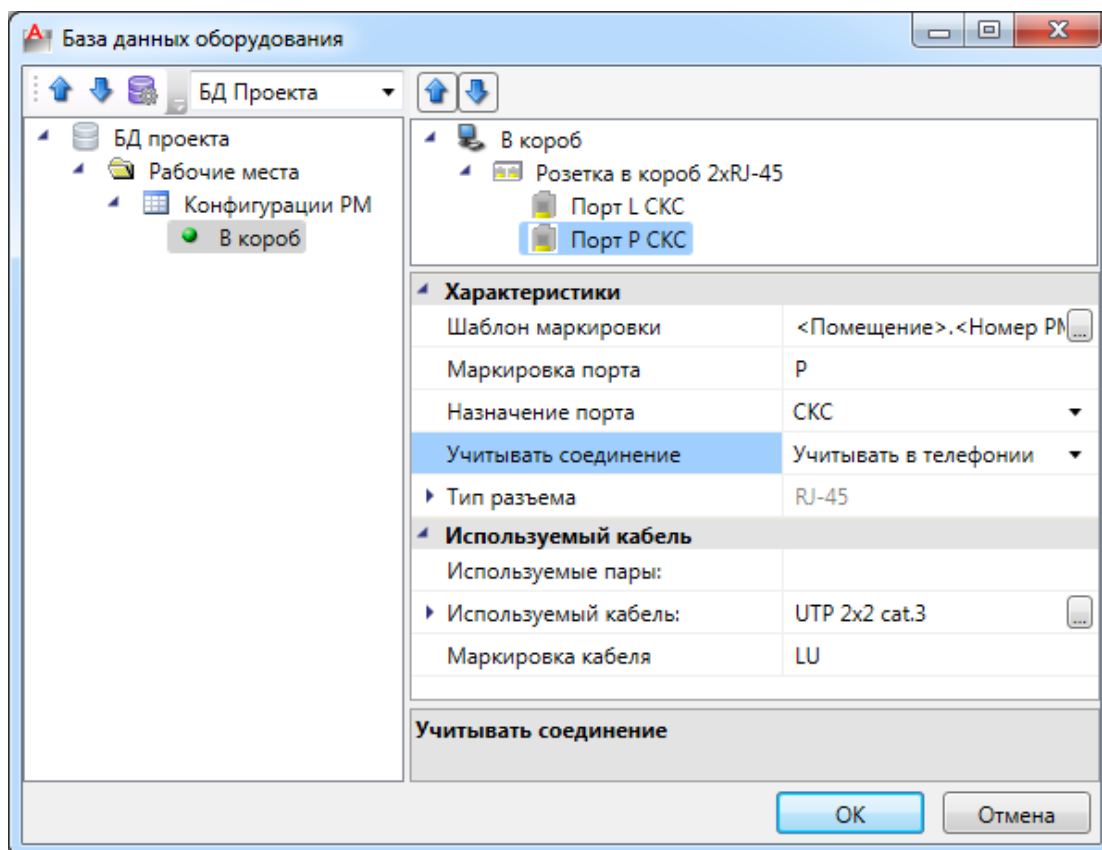 База данных оборудования
БД Проекта
БД проекта
Рабочие места
Конфигурации РМ
В короб
В короб
Розетка в короб 2xRJ-45
Порт L СКС
Порт P СКС
Характеристики
Шаблон маркировки <Помещение>.<Номер РМ ...
Маркировка порта P
Назначение порта СКС
Учитывать соединение Учитывать в телефонии
Тип разъема RJ-45
Используемый кабель
Используемые пары:
Используемый кабель: UTP 2x2 cat.3 ...
Маркировка кабеля LU
Учитывать соединение
ОК Отмена